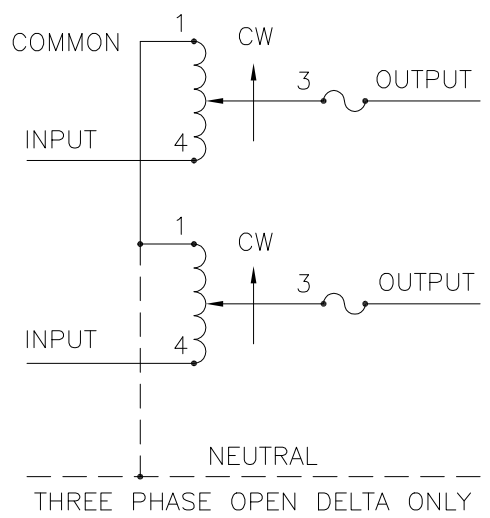 1
CW
COMMON
3
OUTPUT
INPUT
4
1
CW
3
OUTPUT
INPUT
4
NEUTRAL
THREE PHASE OPEN DELTA ONLY